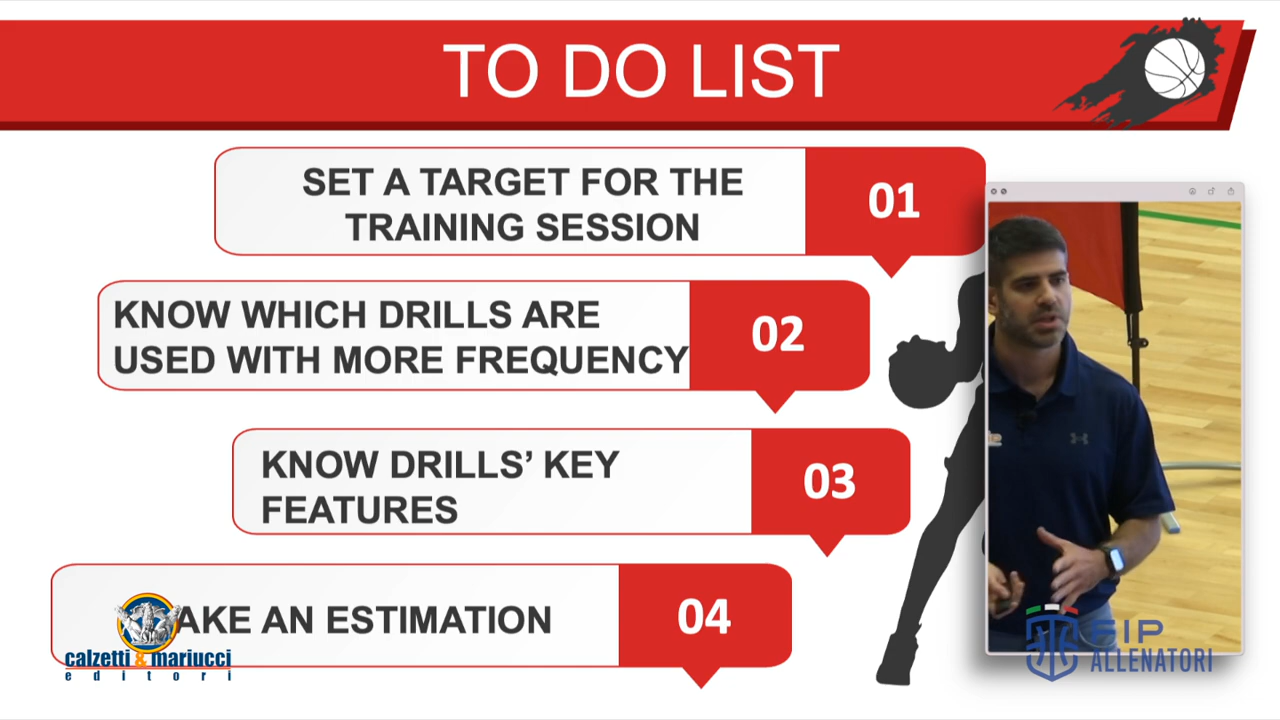 TO DO LIST
SET A TARGET FOR THE
TRAINING SESSION
01
KNOW WHICH DRILLS ARE
USED WITH MORE FREQUENCY
02
KNOW DRILLS’ KEY
FEATURES
03
AKE AN ESTIMATION
04
calzetti & mariucci
editori
FIP
ALLENATORI